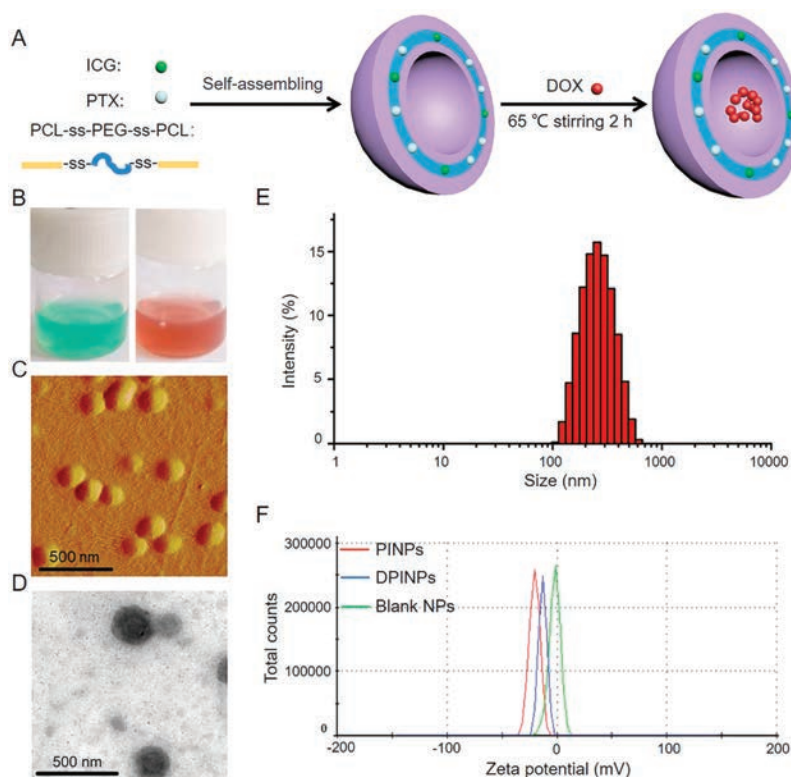 A
ICG:
PTX:
PCL-ss-PEG-ss-PCL:
-ss-
-ss-
Self-assembling
DOX
65 ℃ stirring 2 h
B
C
500 nm
D
500 nm
E
15
10
5
0
Intensity (%)
1
10
100
1000
10000
Size (nm)
F
PINPs
DPINPs
Blank NPs
300000
200000
100000
0
Total counts
-200
-100
0
100
200
Zeta potential (mV)